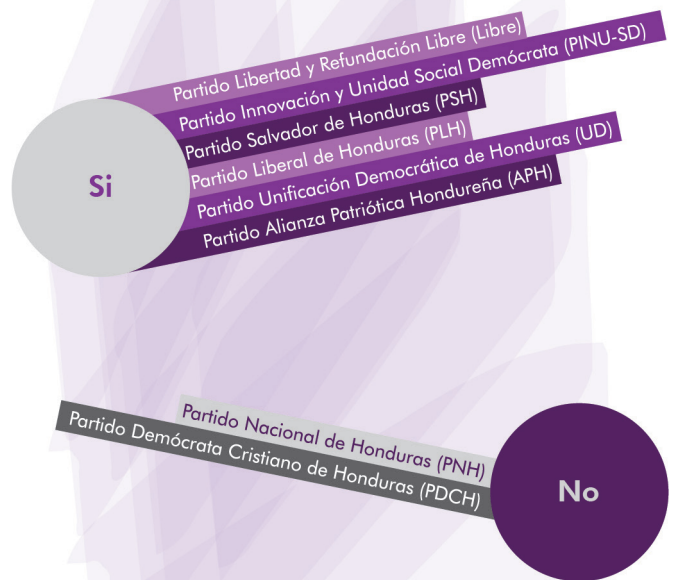 Partido Libertad y Refundación Libre (Libre)
Partido Innovación y Unidad Social Demócrata (PINU-SD)
Partido Salvador de Honduras (PSH)
Si
Partido Liberal de Honduras (PLH)
Partido Unificación Democrática de Honduras (UD)
Partido Alianza Patriótica Hondureña (APH)
Partido Nacional de Honduras (PNH)
Partido Demócrata Cristiano de Honduras (PDCH)
No